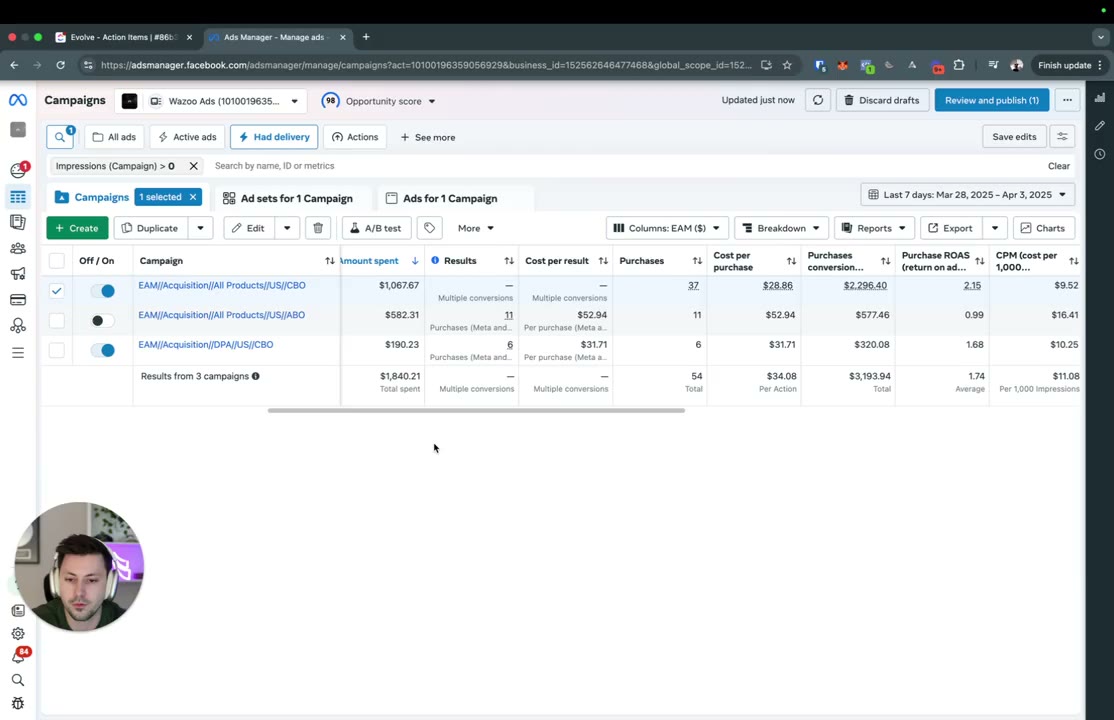 Evolve - Action Items | #86b
Ads Manager - Manage ads -
https://adsmanager.facebook.com/adsmanager/manage/campaigns?act=10100196359056929&business_id=152562646477468&global_scope_id=152...
Finish update
Campaigns
Wazoo Ads (1010019635...
98
Opportunity score
Updated just now
Discard drafts
Review and publish (1)
1
All ads
Active ads
Had delivery
Actions
See more
Save edits
Impressions (Campaign) > 0
Search by name, ID or metrics
Clear
1
Campaigns
1 selected
Ad sets for 1 Campaign
Ads for 1 Campaign
Last 7 days: Mar 28, 2025 – Apr 3, 2025
Create
Duplicate
Edit
A/B test
More
Columns: EAM ($)
Breakdown
Reports
Export
Charts
Off / On
Campaign
Amount spent
Results
Cost per result
Purchases
Cost per purchase
Purchases conversion...
Purchase ROAS (return on ad...
CPM (cost per 1,000...
EAM//Acquisition//All Products//US//CBO
$1,067.67
—
Multiple conversions
—
Multiple conversions
37
$28.86
$2,296.40
2.15
$9.52
EAM//Acquisition//All Products//US//ABO
$582.31
11
Purchases (Meta and...
$52.94
Per purchase (Meta a...
11
$52.94
$577.46
0.99
$16.41
EAM//Acquisition//DPA//US//CBO
$190.23
6
Purchases (Meta and...
$31.71
Per purchase (Meta a...
6
$31.71
$320.08
1.68
$10.25
Results from 3 campaigns
$1,840.21
Total spent
—
Multiple conversions
—
Multiple conversions
54
Total
$34.08
Per Action
$3,193.94
Total
1.74
Average
$11.08
Per 1,000 Impressions
84